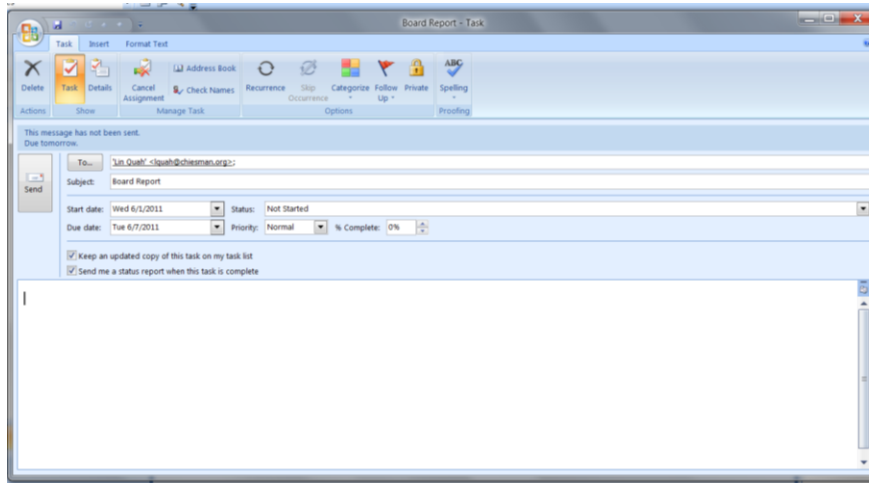 Board Report - Task
Task Insert Format Text
Delete
Task
Details
Cancel Assignment
Address Book
Check Names
Recurrence
Skip Occurrence
Categorize
Follow Up
Private
ABC
Spelling
Actions Show Manage Task Options Proofing
This message has not been sent.
Due tomorrow.
Send
To... 'Lin Quah' <lquah@chiesman.org>;
Subject: Board Report
Start date: Wed 6/1/2011 Status: Not Started
Due date: Tue 6/7/2011 Priority: Normal % Complete: 0%
Keep an updated copy of this task on my task list
Send me a status report when this task is complete